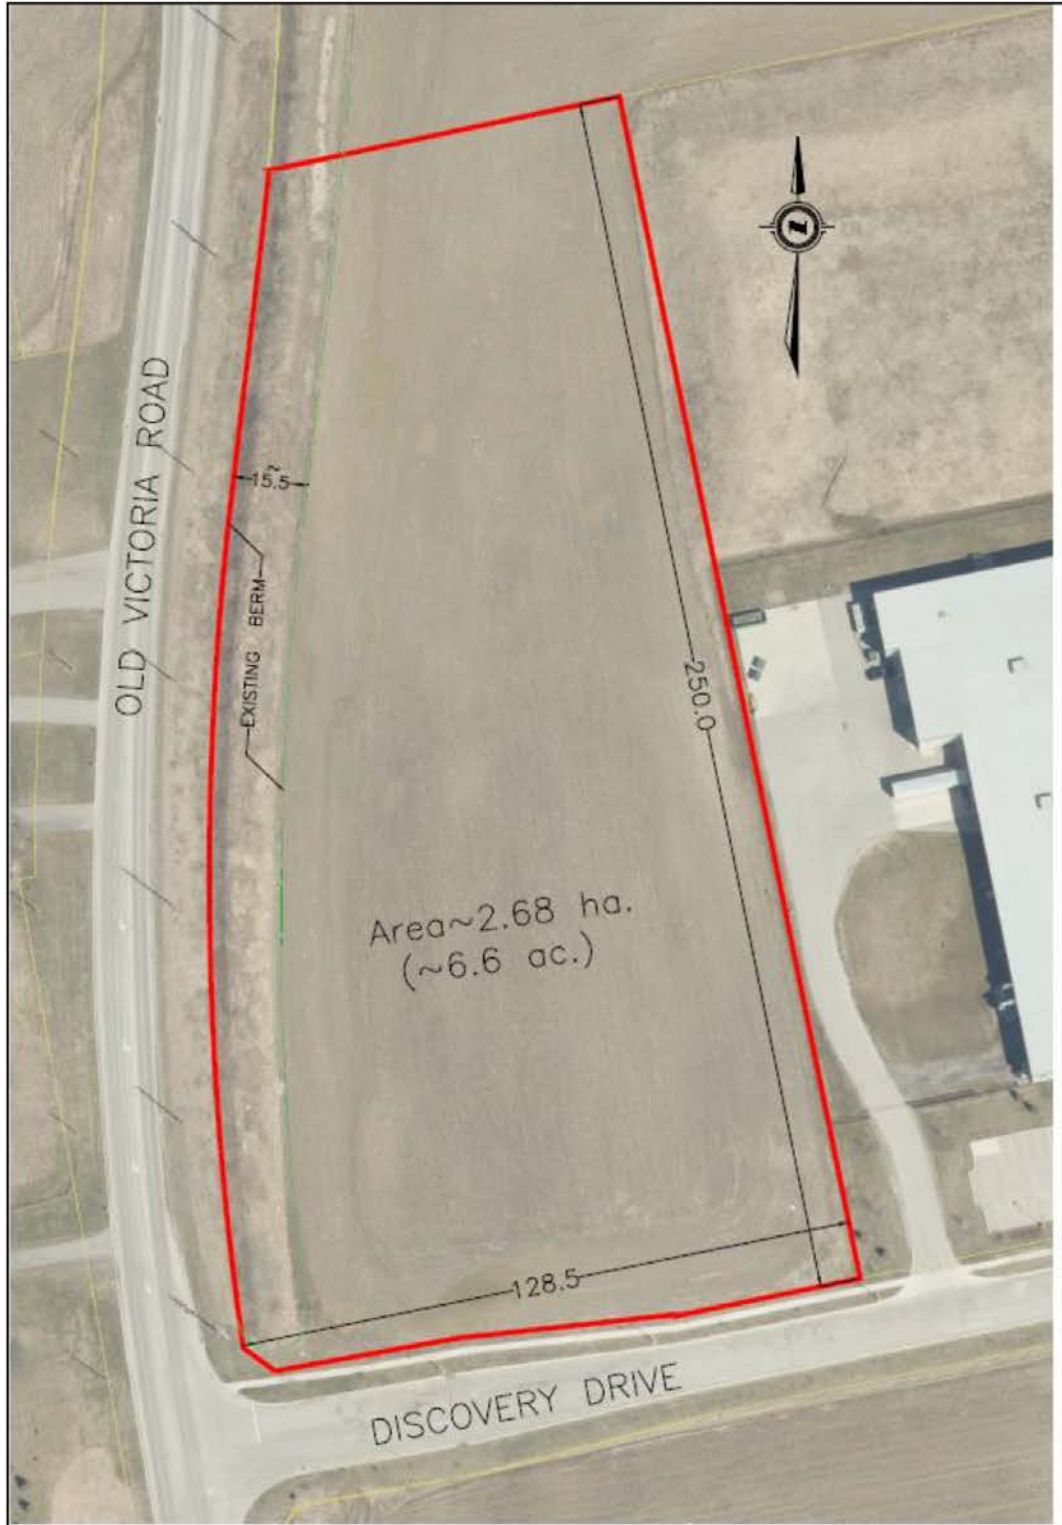 OLD VICTORIA ROAD
15.5
EXISTING BERM
250.0
Area~2.68 ha.
(~6.6 ac.)
128.5
DISCOVERY DRIVE